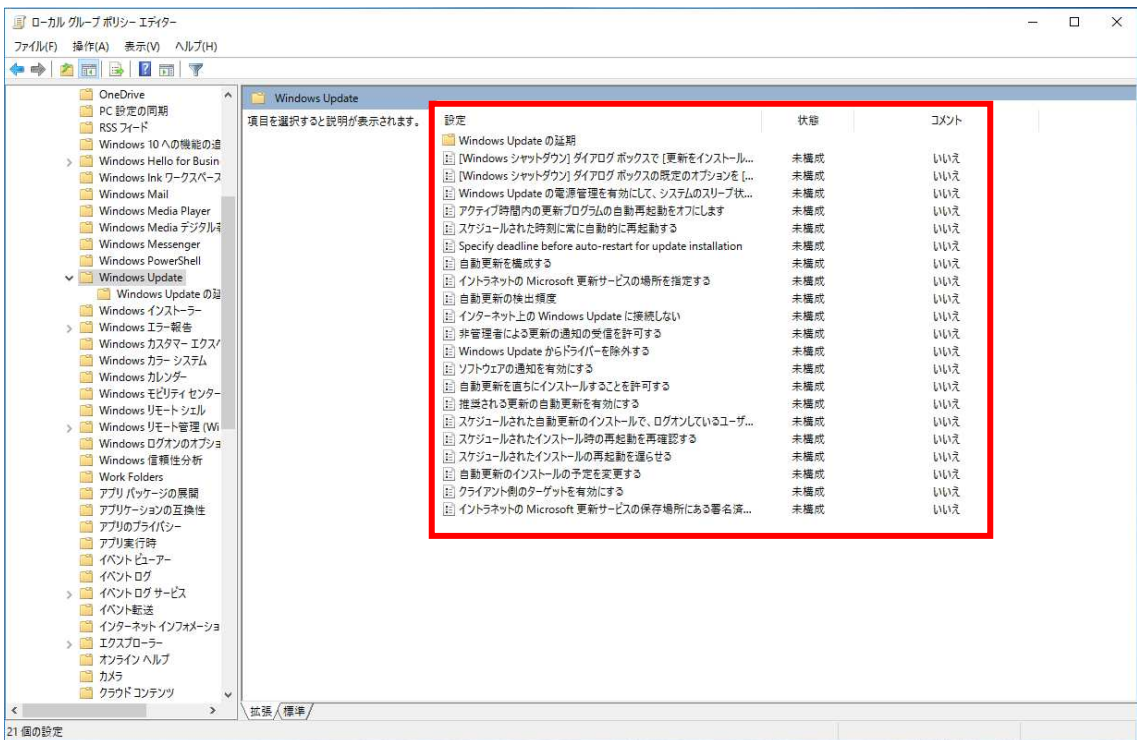 ローカル グループ ポリシー エディター
ファイル(F) 操作(A) 表示(V) ヘルプ(H)
OneDrive
PC 設定の同期
RSS フィード
Windows 10 への機能の追
Windows Hello for Busin
Windows Ink ワークスペース
Windows Mail
Windows Media Player
Windows Media デジタル
Windows Messenger
Windows PowerShell
Windows Update
Windows Update の延
Windows インストーラー
Windows エラー報告
Windows カスタマー エクスペ
Windows カラー システム
Windows カレンダー
Windows モビリティ センター
Windows リモート シェル
Windows リモート管理 (Wi
Windows ログオンのオプショ
Windows 信頼性分析
Work Folders
アプリ パッケージの展開
アプリケーションの互換性
アプリのプライバシー
アプリ実行時
イベント ビューアー
イベント ログ
イベント ログ サービス
イベント転送
インターネット インフォメーショ
エクスプローラー
オンライン ヘルプ
カメラ
クラウド コンテンツ
Windows Update
項目を選択すると説明が表示されます。
設定 状態 コメント
Windows Update の延期
[Windows シャットダウン] ダイアログ ボックスで [更新をインストール... 未構成 いいえ
[Windows シャットダウン] ダイアログ ボックスの既定のオプションを [... 未構成 いいえ
Windows Update の電源管理を有効にして、システムのスリープ状... 未構成 いいえ
アクティブ時間内の更新プログラムの自動再起動をオフにします 未構成 いいえ
スケジュールされた時刻に常に自動的に再起動する 未構成 いいえ
Specify deadline before auto-restart for update installation 未構成 いいえ
自動更新を構成する 未構成 いいえ
イントラネットの Microsoft 更新サービスの場所を指定する 未構成 いいえ
自動更新の検出頻度 未構成 いいえ
インターネット上の Windows Update に接続しない 未構成 いいえ
非管理者による更新の通知の受信を許可する 未構成 いいえ
Windows Update からドライバーを除外する 未構成 いいえ
ソフトウェアの通知を有効にする 未構成 いいえ
自動更新を直ちにインストールすることを許可する 未構成 いいえ
推奨される更新の自動更新を有効にする 未構成 いいえ
スケジュールされた自動更新のインストールで、ログオンしているユーザ... 未構成 いいえ
スケジュールされたインストール時の再起動を再確認する 未構成 いいえ
スケジュールされたインストールの再起動を遅らせる 未構成 いいえ
自動更新のインストールの予定を変更する 未構成 いいえ
クライアント側のターゲットを有効にする 未構成 いいえ
イントラネットの Microsoft 更新サービスの保存場所にある署名済... 未構成 いいえ
拡張 標準
21 個の設定